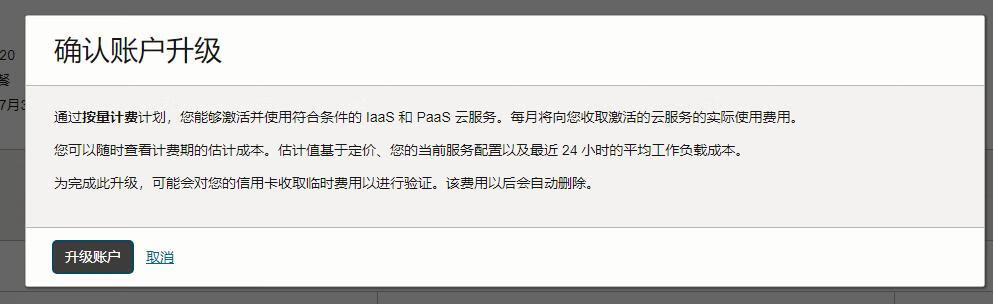 确认账户升级
20
餐
7月3
通过按量计费计划，您能够激活并使用符合条件的 IaaS 和 PaaS 云服务。每月将向您收取激活的云服务的实际使用费用。
您可以随时查看计费期的估计成本。估计值基于定价、您的当前服务配置以及最近 24 小时的平均工作负载成本。
为完成此升级，可能会对您的信用卡收取临时费用以进行验证。该费用以后会自动删除。
升级账户 取消